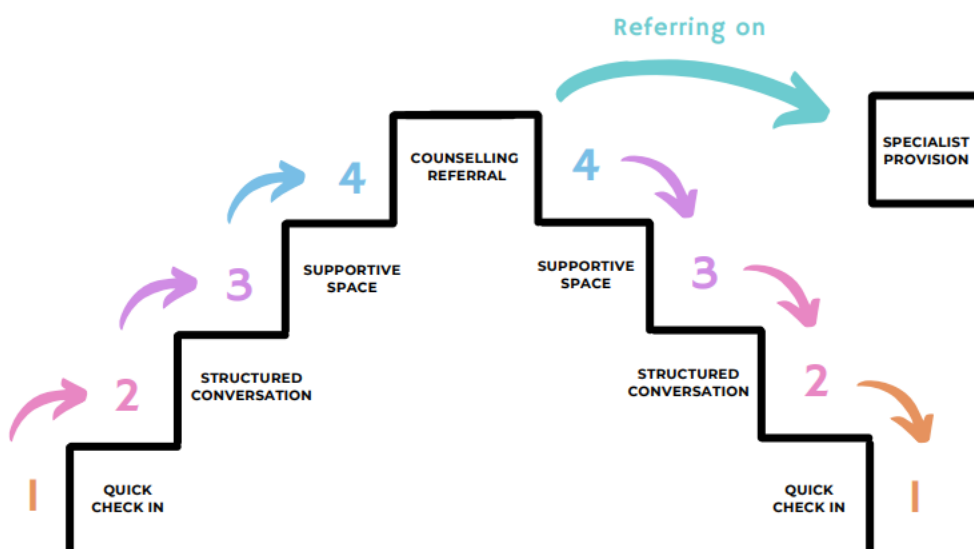 Referring on
SPECIALIST
PROVISION
4
COUNSELLING
REFERRAL
4
3
SUPPORTIVE
SPACE
SUPPORTIVE
SPACE
3
2
STRUCTURED
CONVERSATION
STRUCTURED
CONVERSATION
2
1
QUICK
CHECK IN
QUICK
CHECK IN
1